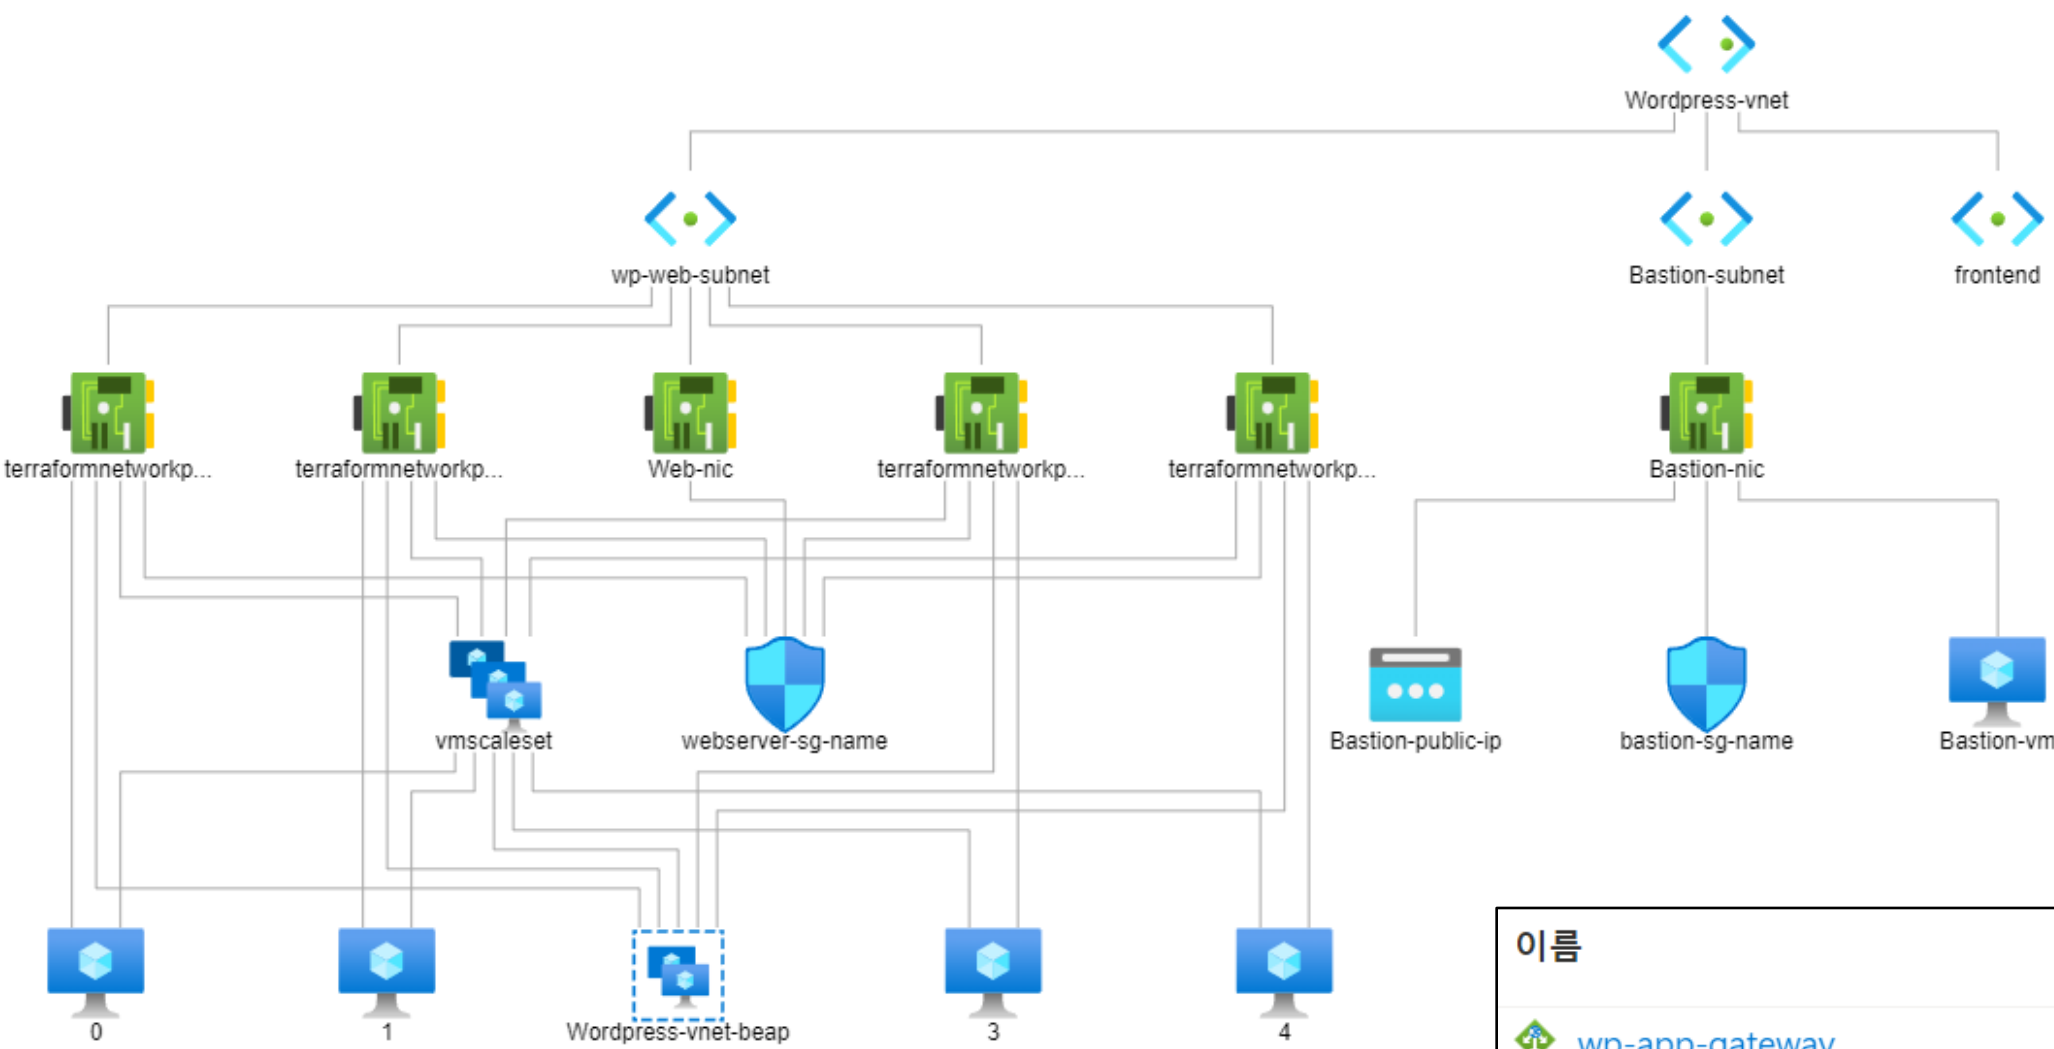 Wordpress-vnet
wp-web-subnet
Bastion-subnet
frontend
terraformnetworkp...
terraformnetworkp...
Web-nic
terraformnetworkp...
terraformnetworkp...
Bastion-nic
vmscaleset
webserver-sg-name
Bastion-public-ip
bastion-sg-name
Bastion-vm
0
1
Wordpress-vnet-beap
3
4
이름
wp-app-gateway